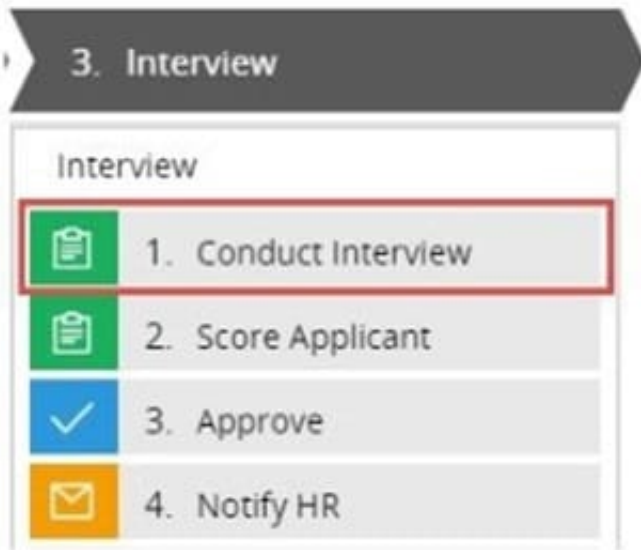 3. Interview
Interview
1. Conduct Interview
2. Score Applicant
3. Approve
4. Notify HR